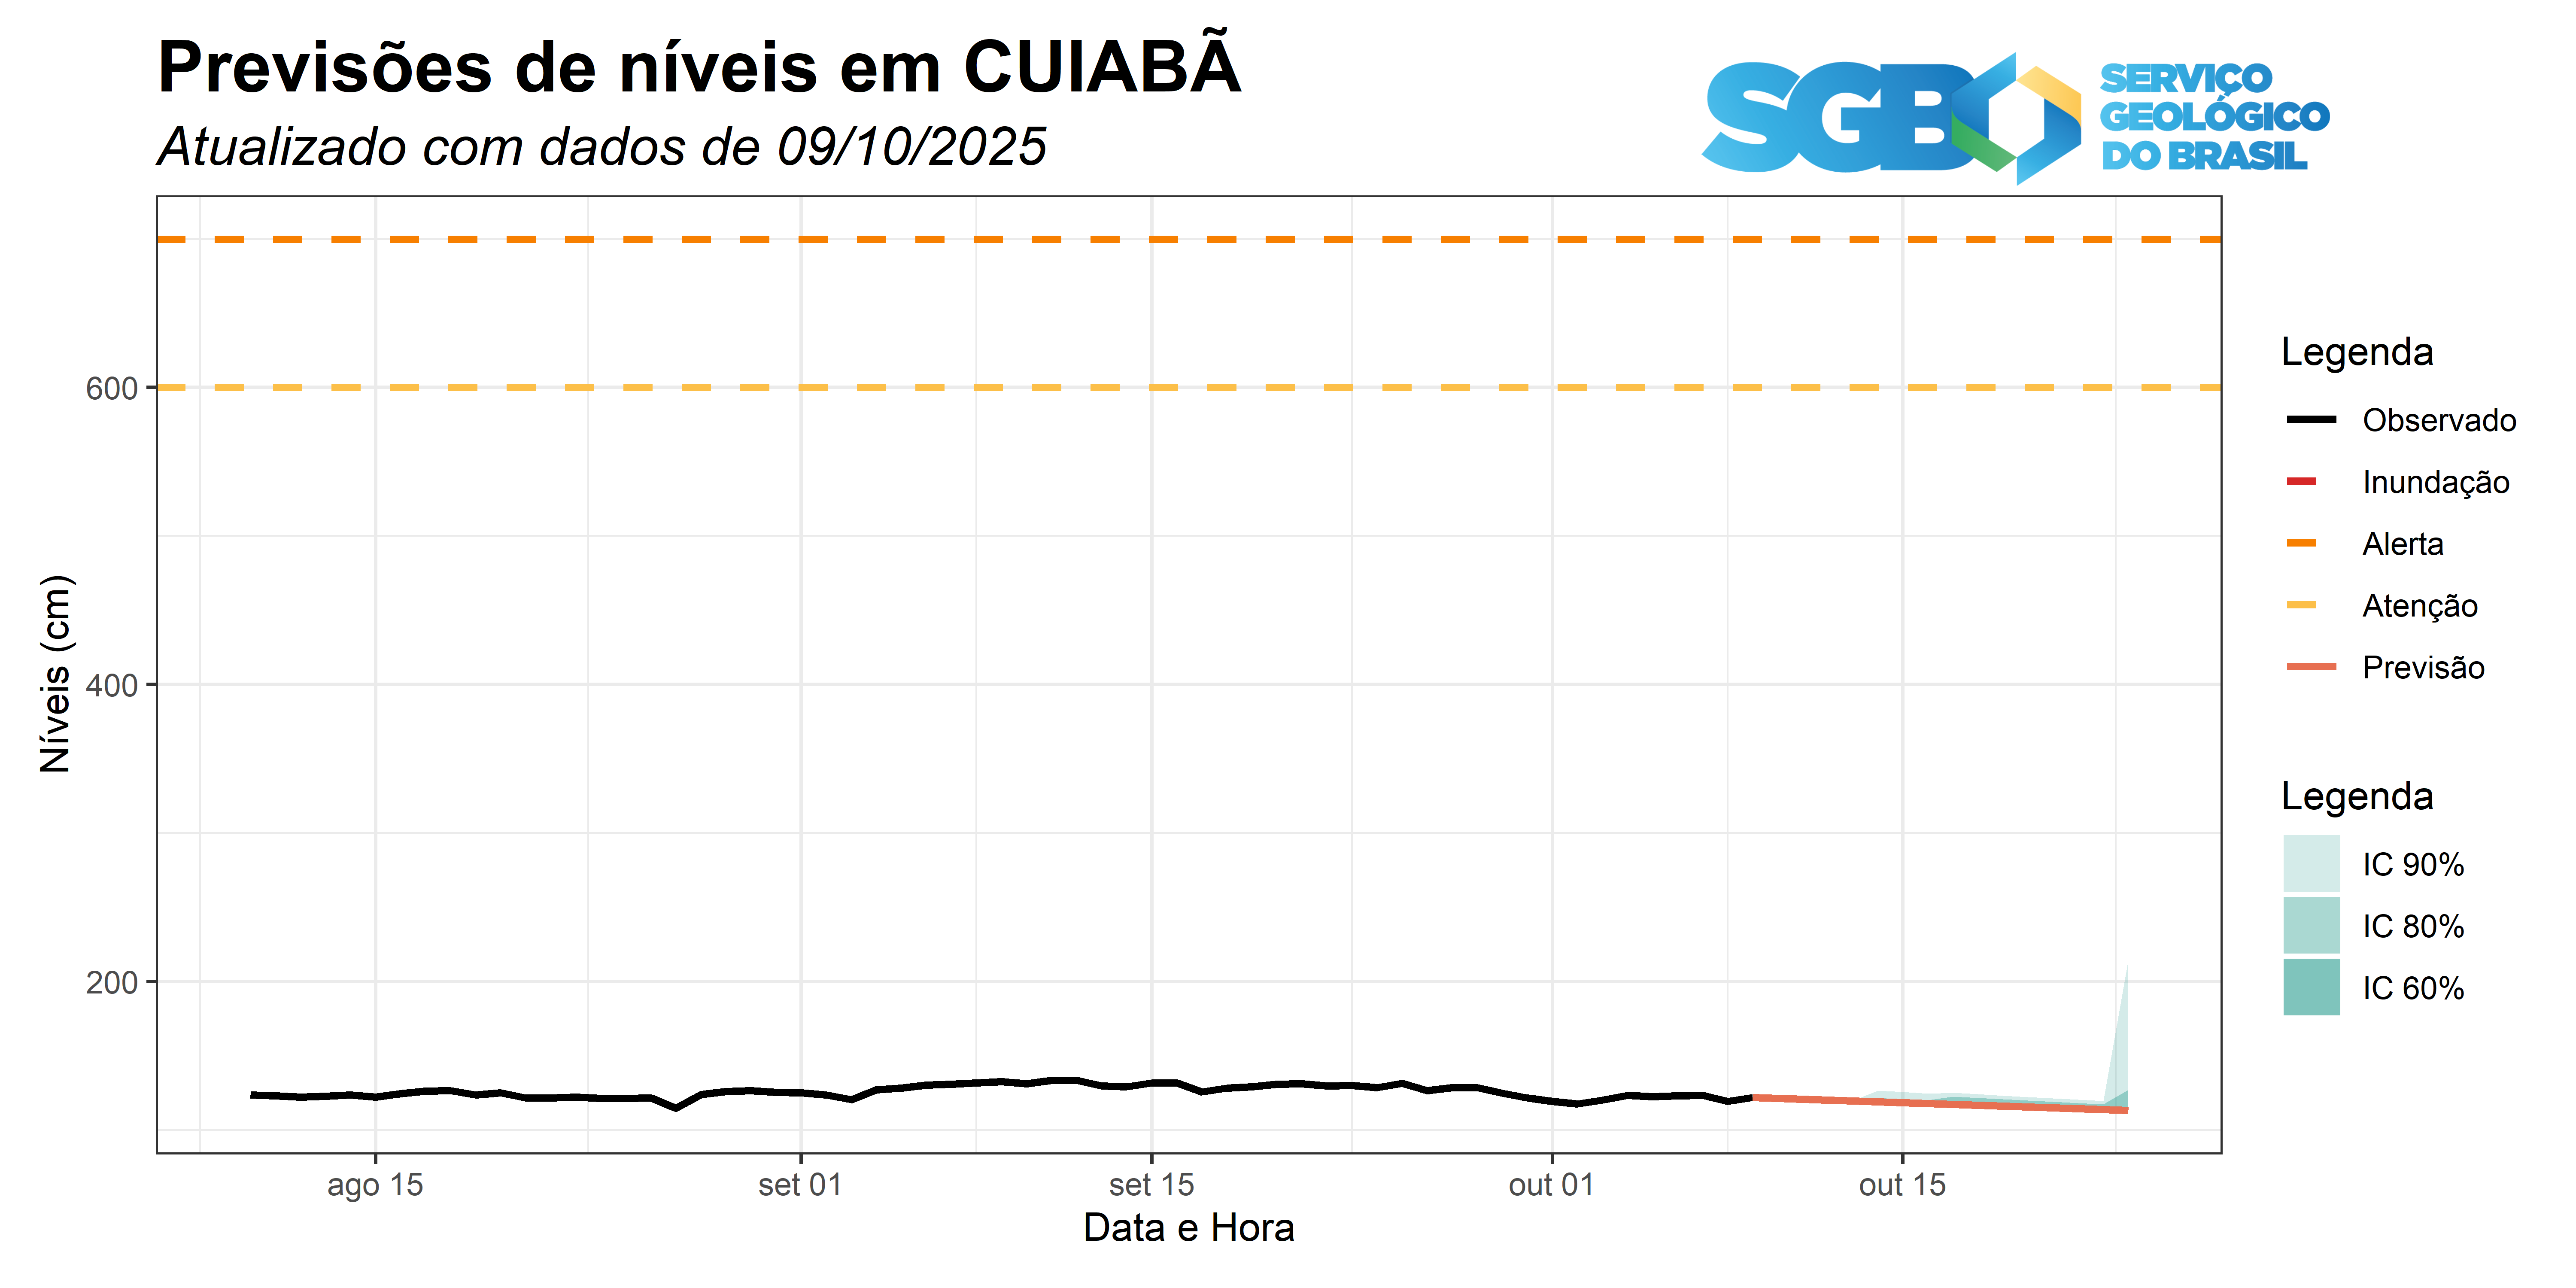 Previsões de níveis em CUIABÃ
Atualizado com dados de 09/10/2025
SGB
SERVIÇO
GEOLÓGICO
DO BRASIL
Níveis (cm)
600
400
200
ago 15
set 01
set 15
out 01
out 15
Data e Hora
Legenda
Observado
Inundação
Alerta
Atenção
Previsão
Legenda
IC 90%
IC 80%
IC 60%